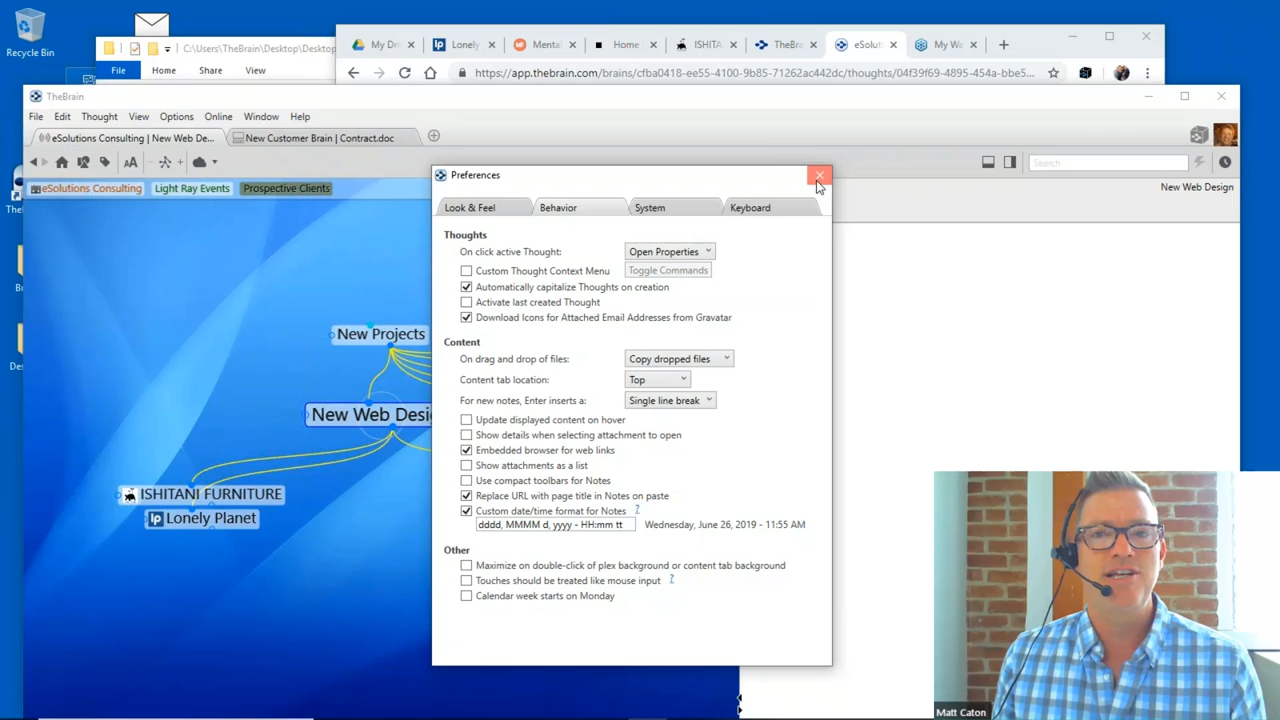 Recycle Bin
C:\Users\TheBrain\Desktop\Desktop
File Home Share View
My Dr
Lonely
Mental
Home
ISHITA
TheBra
eSolut
My Wa
https://app.thebrain.com/brains/cfba0418-ee55-4100-9b85-71262ac442dc/thoughts/04f39f69-4895-454a-bbe5...
TheBrain
File Edit Thought View Options Online Window Help
eSolutions Consulting | New Web De...
New Customer Brain | Contract.doc
AA
Search
eSolutions Consulting
Light Ray Events
Prospective Clients
New Web Design
New Projects
New Web Desi
ISHITANI FURNITURE
lp Lonely Planet
Preferences
Look & Feel Behavior System Keyboard
Thoughts
On click active Thought: Open Properties
Custom Thought Context Menu Toggle Commands
Automatically capitalize Thoughts on creation
Activate last created Thought
Download Icons for Attached Email Addresses from Gravatar
Content
On drag and drop of files: Copy dropped files
Content tab location: Top
For new notes, Enter inserts a: Single line break
Update displayed content on hover
Show details when selecting attachment to open
Embedded browser for web links
Show attachments as a list
Use compact toolbars for Notes
Replace URL with page title in Notes on paste
Custom date/time format for Notes ?
dddd, MMMM d, yyyy - HH:mm tt Wednesday, June 26, 2019 - 11:55 AM
Other
Maximize on double-click of plex background or content tab background
Touches should be treated like mouse input ?
Calendar week starts on Monday
Matt Caton